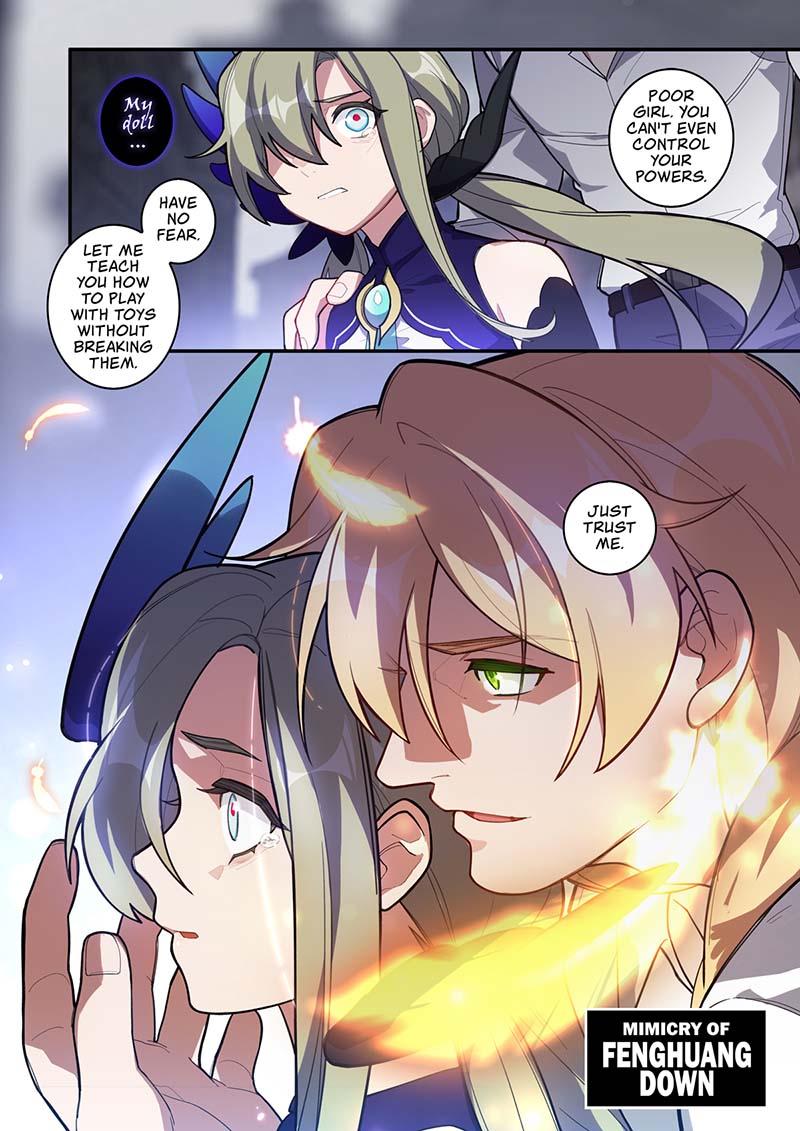 My
doll
...
POOR
GIRL. YOU
CAN'T EVEN
CONTROL
YOUR
POWERS.
HAVE
NO
FEAR.
LET ME
TEACH
YOU HOW
TO PLAY
WITH TOYS
WITHOUT
BREAKING
THEM.
JUST
TRUST
ME.
MIMICRY OF
FENGHUANG
DOWN